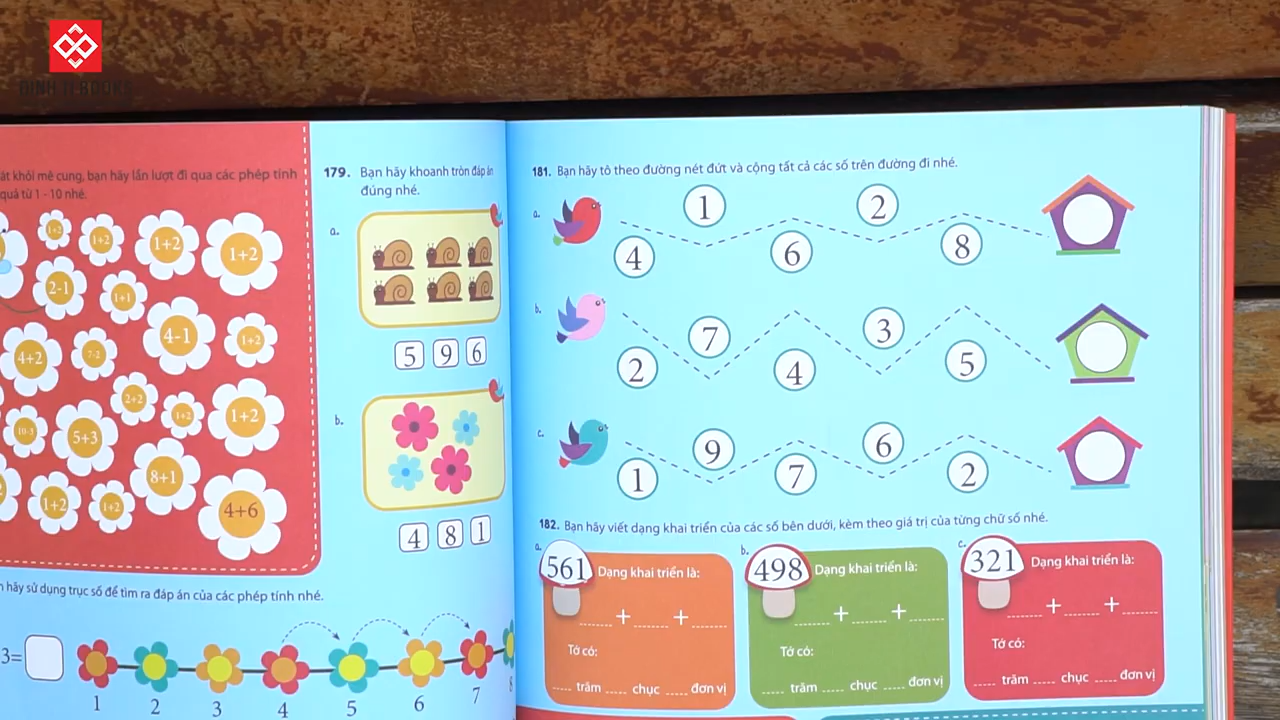 ĐINH TỊ BOOKS
át khỏi mê cung, bạn hãy lần lượt đi qua các phép tính
quả từ 1 - 10 nhé.
1+2
1+2
1+2
1+2
2-1
1+1
4-1
1+2
4+2
7-2
2+2
1+2
1+2
10-3
5+3
8+1
1+2
1+2
4+6
n hãy sử dụng trục số để tìm ra đáp án của các phép tính nhé.
3=
1 2 3 4 5 6 7 8
179. Bạn hãy khoanh tròn đáp án
đúng nhé.
a.
5 9 6
b.
4 8 1
181. Bạn hãy tô theo đường nét đứt và cộng tất cả các số trên đường đi nhé.
a.
4 1 6 2 8
b.
2 7 4 3 5
c.
1 9 7 6 2
182. Bạn hãy viết dạng khai triển của các số bên dưới, kèm theo giá trị của từng chữ số nhé.
a.
561 Dạng khai triển là:
...... + ...... + ......
Tớ có:
..... trăm ..... chục ..... đơn vị
b.
498 Dạng khai triển là:
...... + ...... + ......
Tớ có:
..... trăm ..... chục ..... đơn vị
c.
321 Dạng khai triển là:
...... + ...... + ......
Tớ có:
..... trăm ..... chục ..... đơn vị